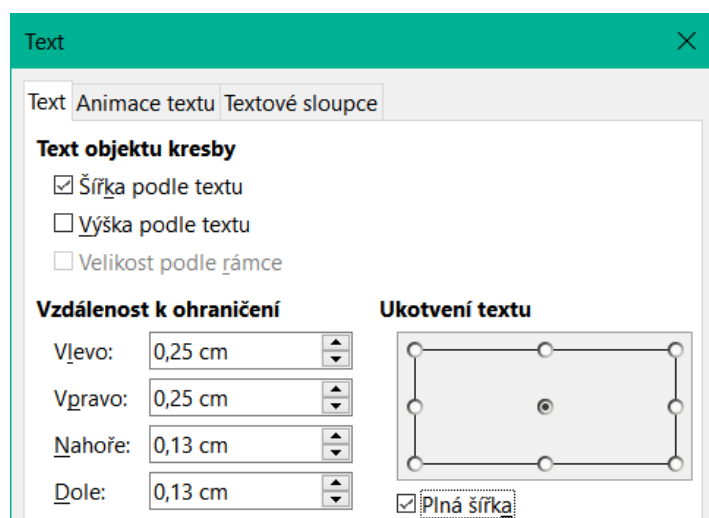 Text
Text Animace textu Textové sloupce
Text objektu kresby
Šířka podle textu
Výška podle textu
Velikost podle rámce
Vzdálenost k ohraničení
Vlevo: 0,25 cm
Vpravo: 0,25 cm
Nahoře: 0,13 cm
Dole: 0,13 cm
Ukotvení textu
Plná šířka